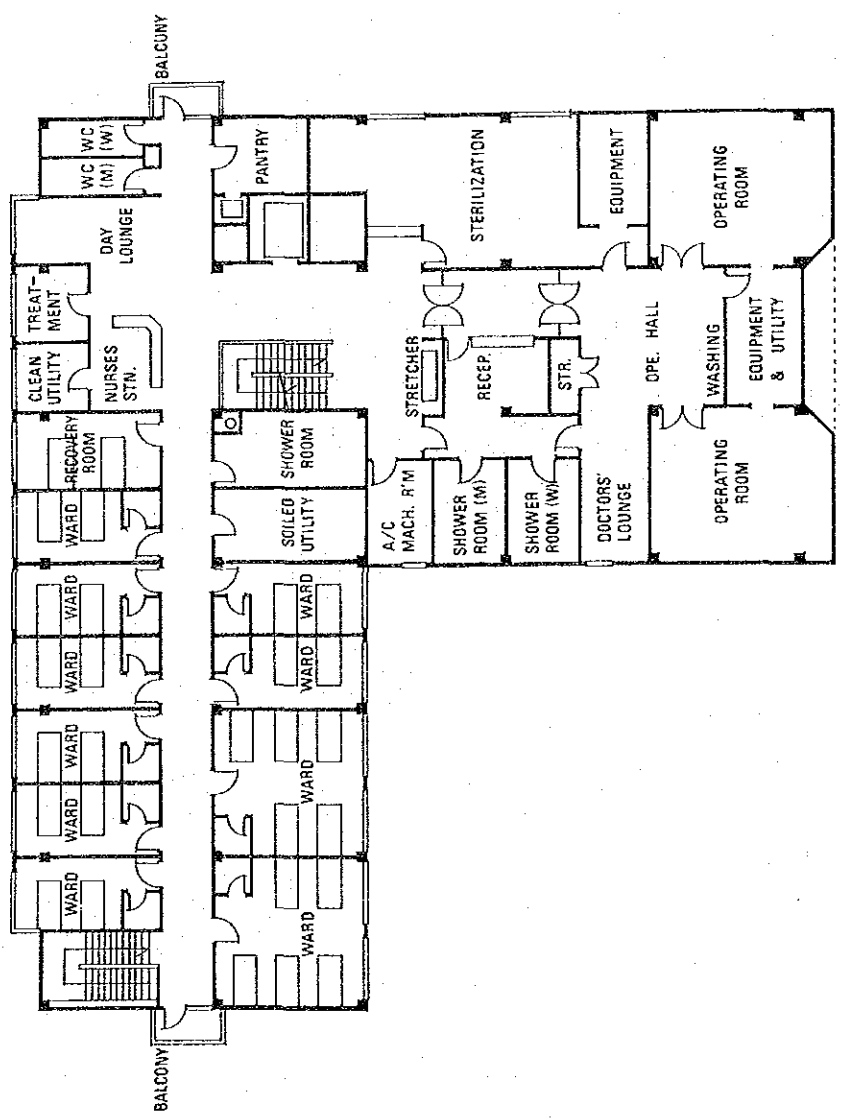 WARD
WARD
WARD
WARD
WARD
WARD
RECOVERY
ROOM
CLEAN
UTILITY
TREAT-
MENT
NURSES
STN.
DAY
LOUNGE
WC
(M)
WC
(W)
BALCONY
BALCONY
WARD
WARD
WARD
WARD
SOILED
UTILITY
SHOWER
ROOM
PANTRY
A/C
MACH. R'M
STRETCHER
SHOWER
ROOM (M)
RECEP.
STERILIZATION
SHOWER
ROOM (W)
STR.
DOCTORS'
LOUNGE
EQUIPMENT
OPE. HALL
WASHING
OPERATING
ROOM
EQUIPMENT
& UTILITY
OPERATING
ROOM